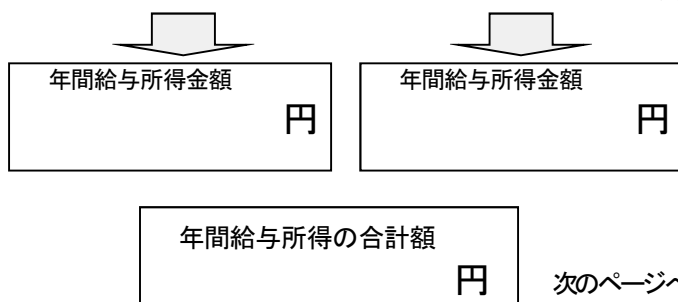 年間給与所得金額 年間給与所得金額
円 円
年間給与所得の合計額
円 次のページへ